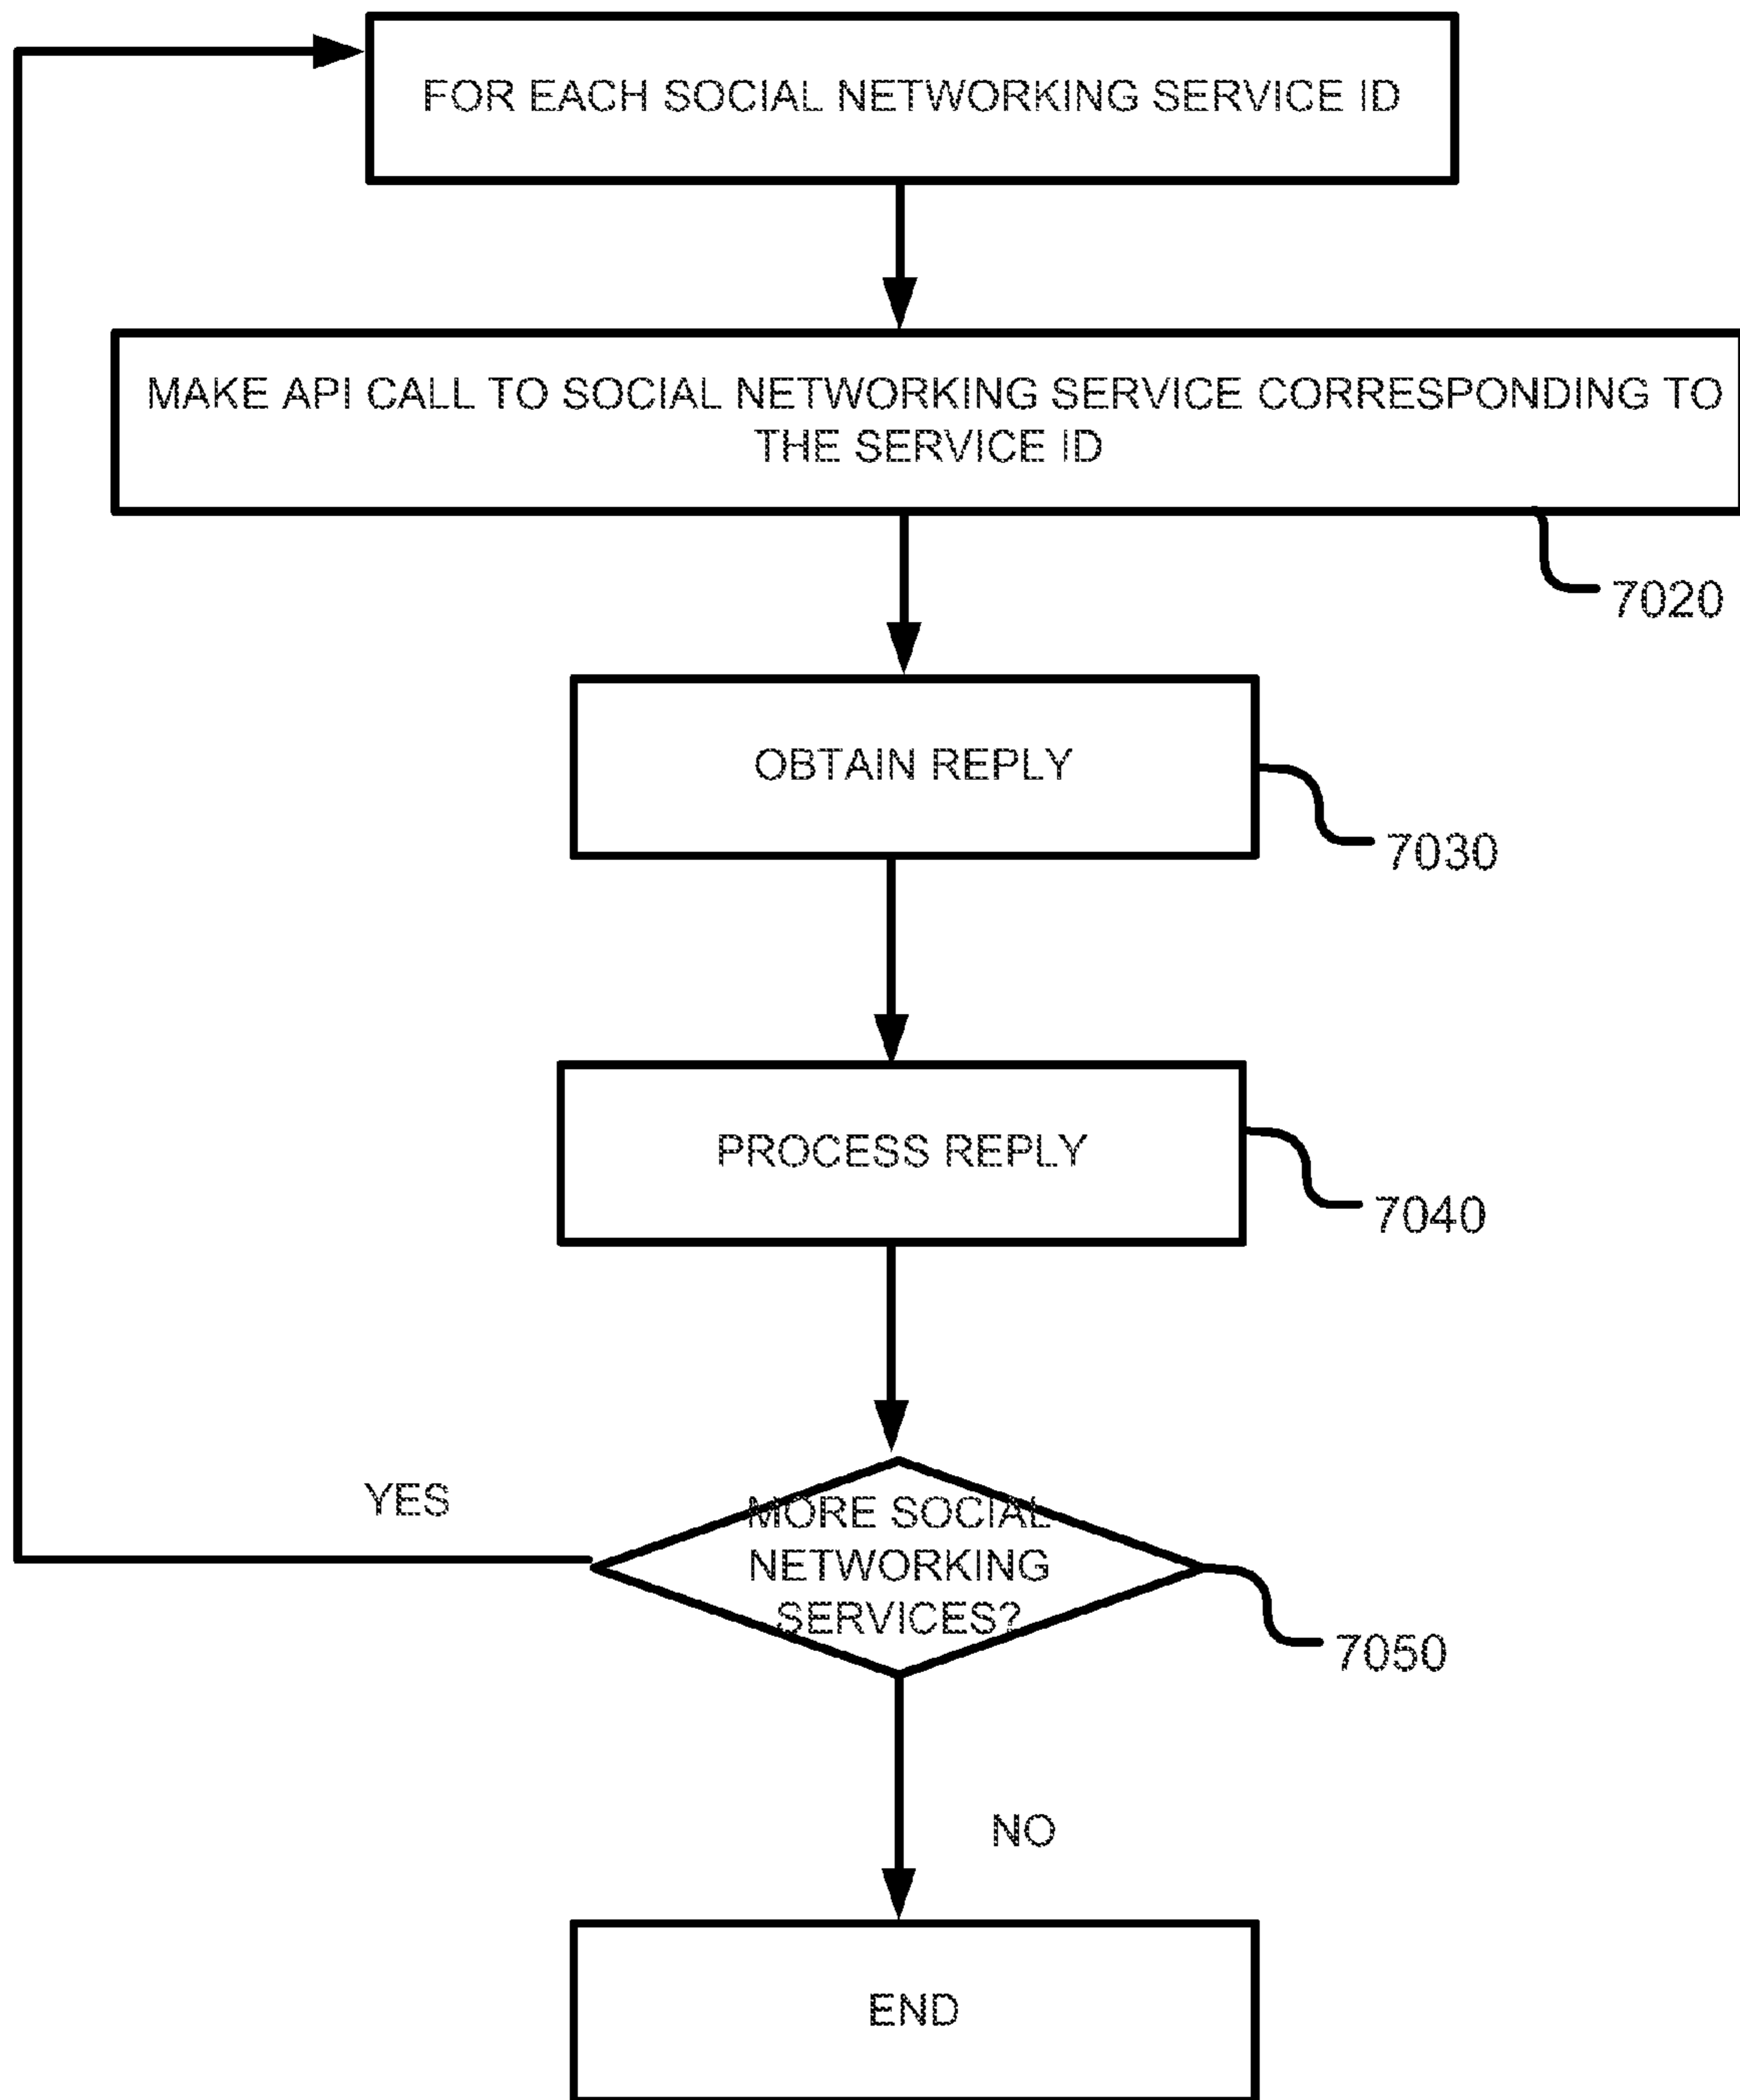 FOR EACH SOCIAL NETWORKING SERVICE ID
MAKE API CALL TO SOCIAL NETWORKING SERVICE CORRESPONDING TO
THE SERVICE ID
7020
OBTAIN REPLY
7030
PROCESS REPLY
7040
YES
MORE SOCIAL
NETWORKING
SERVICES?
7050
NO
END